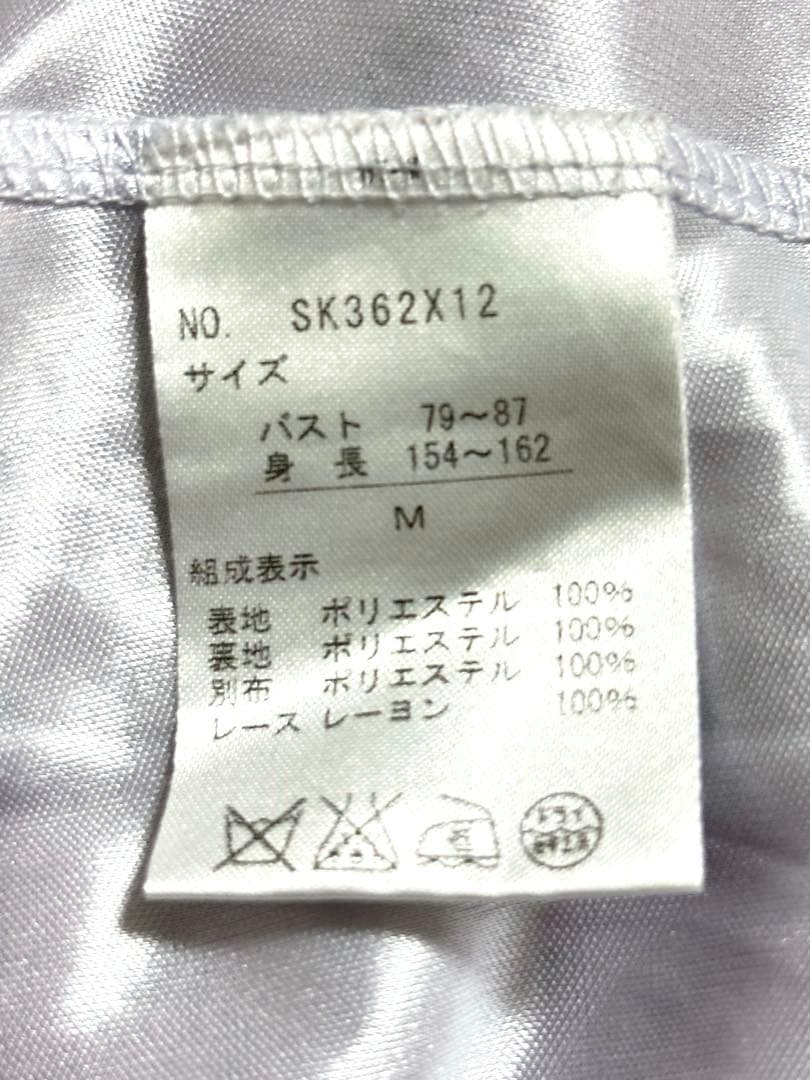 NO. SK362X12
サイズ
バスト 79～87
身長 154～162
M
組成表示
表地 ポリエステル 100%
裏地 ポリエステル 100%
別布 ポリエステル 100%
レース レーヨン 100%